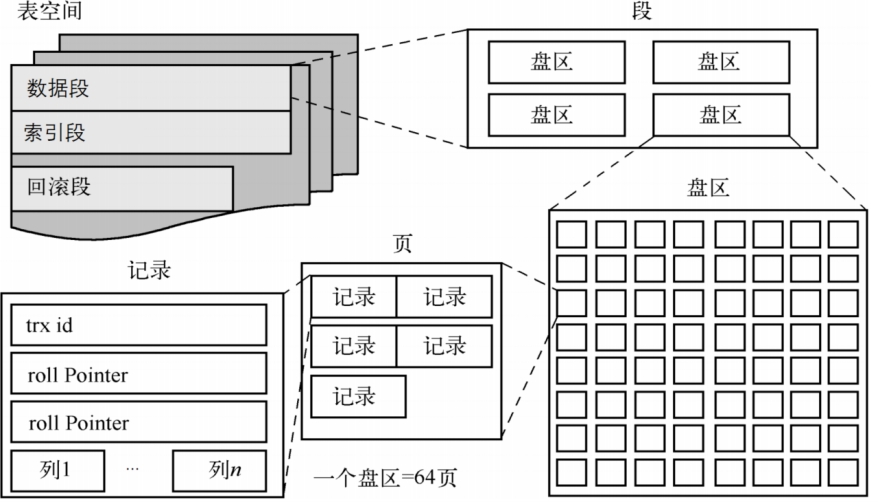 表空间
数据段
索引段
回滚段
段
盘区 盘区
盘区 盘区
盘区
页
记录 记录
记录 记录
记录
一个盘区=64页
记录
trx id
roll Pointer
roll Pointer
列1 ... 列n